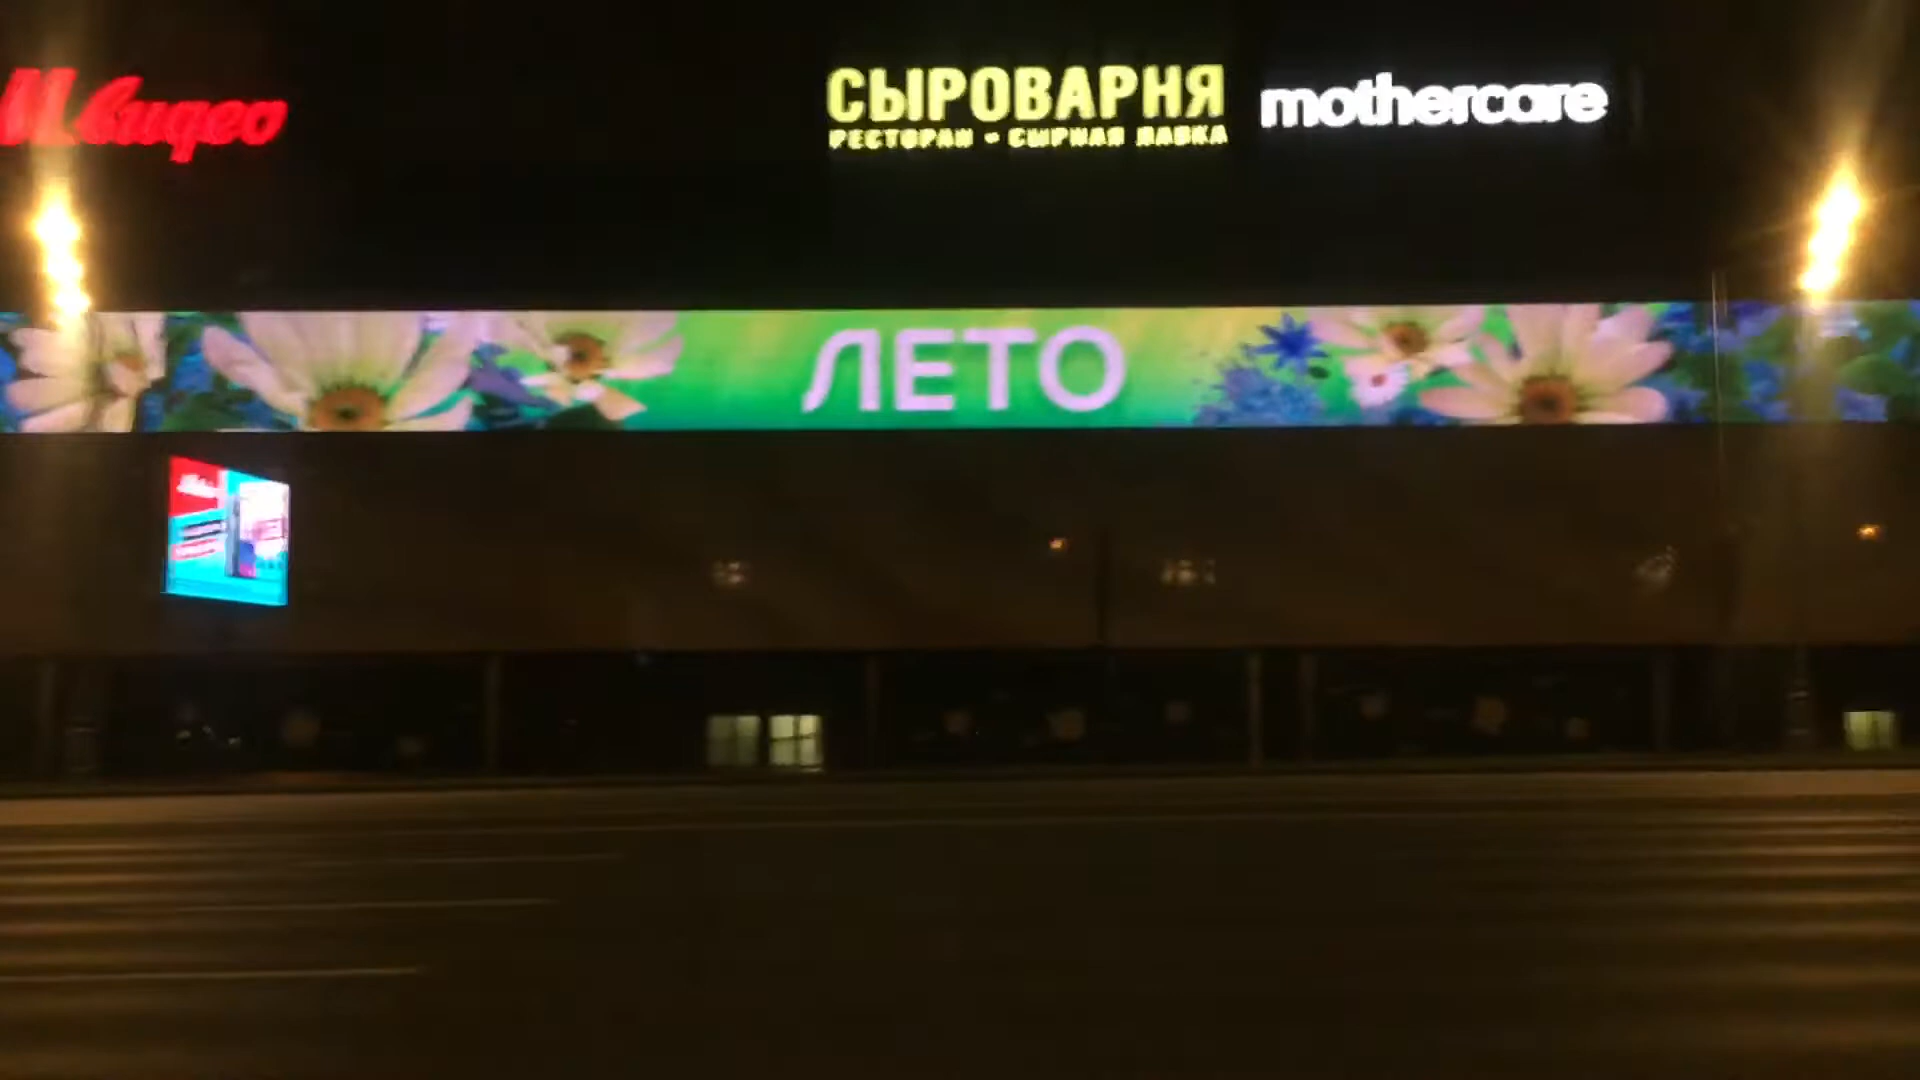 М.видео
СЫРОВАРНЯ
РЕСТОРАН - СЫРНАЯ ЛАВКА
mothercare
ЛЕТО